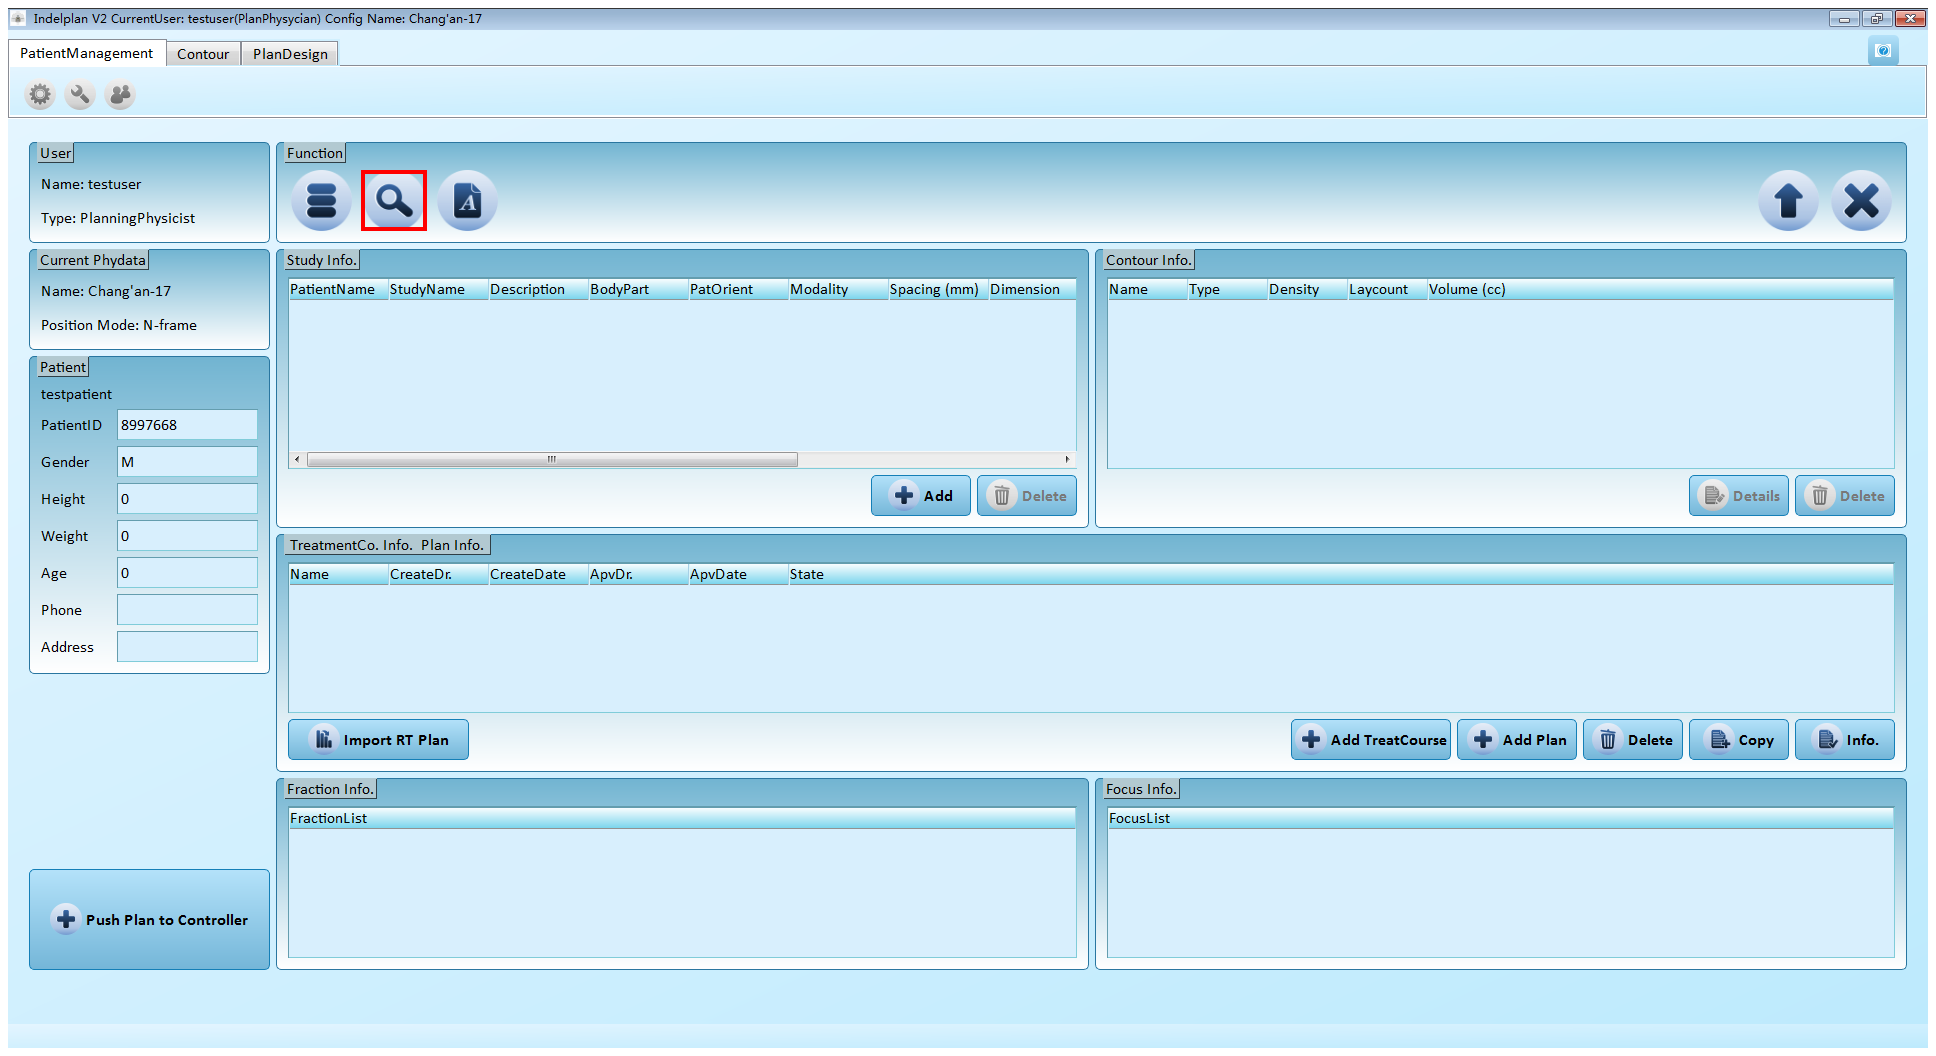 Indelplan V2 CurrentUser: testuser(PlanPhysycian) Config Name: Chang'an-17
PatientManagement Contour PlanDesign
User
Name: testuser
Type: PlanningPhysicist
Function
A
Current Phydata
Name: Chang'an-17
Position Mode: N-frame
Patient
testpatient
PatientID 8997668
Gender M
Height 0
Weight 0
Age 0
Phone
Address
Push Plan to Controller
Study Info.
PatientName StudyName Description BodyPart PatOrient Modality Spacing (mm) Dimension
Add Delete
Contour Info.
Name Type Density Laycount Volume (cc)
Details Delete
TreatmentCo. Info. Plan Info.
Name CreateDr. CreateDate ApvDr. ApvDate State
Import RT Plan Add TreatCourse Add Plan Delete Copy Info.
Fraction Info.
FractionList
Focus Info.
FocusList